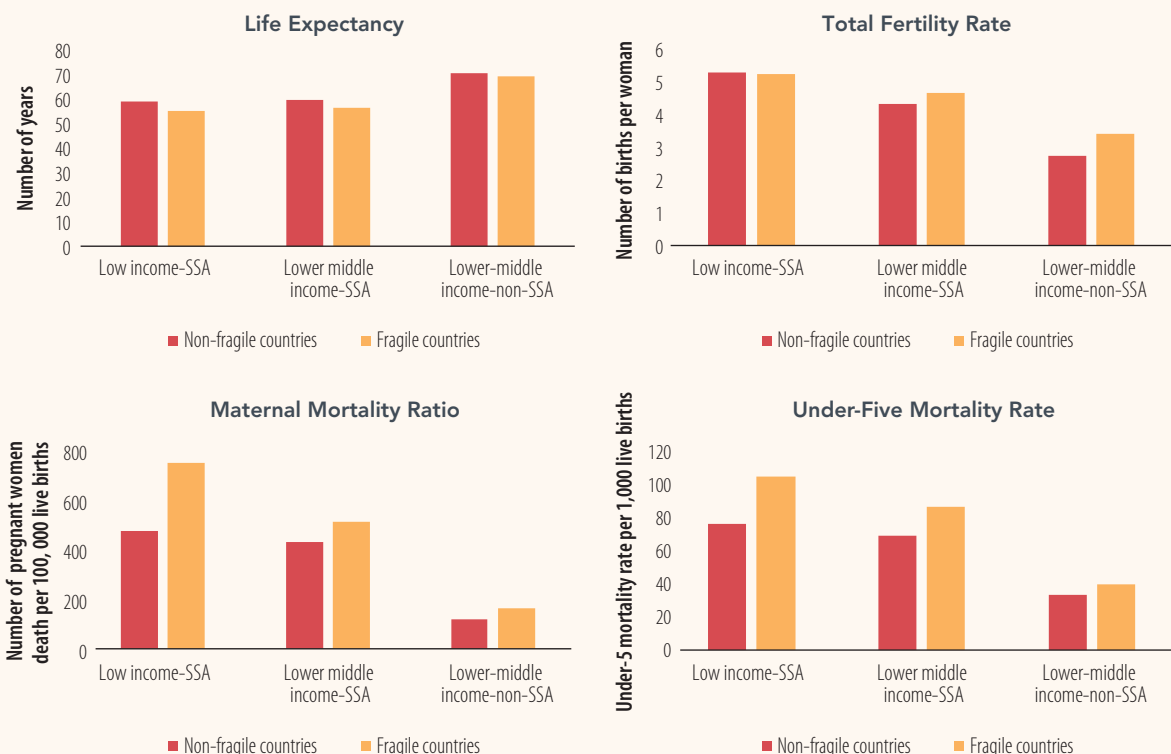 Life Expectancy
Number of years
80
70
60
50
40
30
20
10
0
Low income-SSA
Lower middle
income-SSA
Lower-middle
income-non-SSA
Non-fragile countries
Fragile countries
Total Fertility Rate
Number of births per woman
6
5
4
3
2
1
0
Low income-SSA
Lower middle
income-SSA
Lower-middle
income-non-SSA
Non-fragile countries
Fragile countries
Maternal Mortality Ratio
Number of pregnant women
death per 100, 000 live births
800
600
400
200
0
Low income-SSA
Lower middle
income-SSA
Lower-middle
income-non-SSA
Non-fragile countries
Fragile countries
Under-Five Mortality Rate
Under-5 mortality rate per 1,000 live births
120
100
80
60
40
20
0
Low income-SSA
Lower middle
income-SSA
Lower-middle
income-non-SSA
Non-fragile countries
Fragile countries